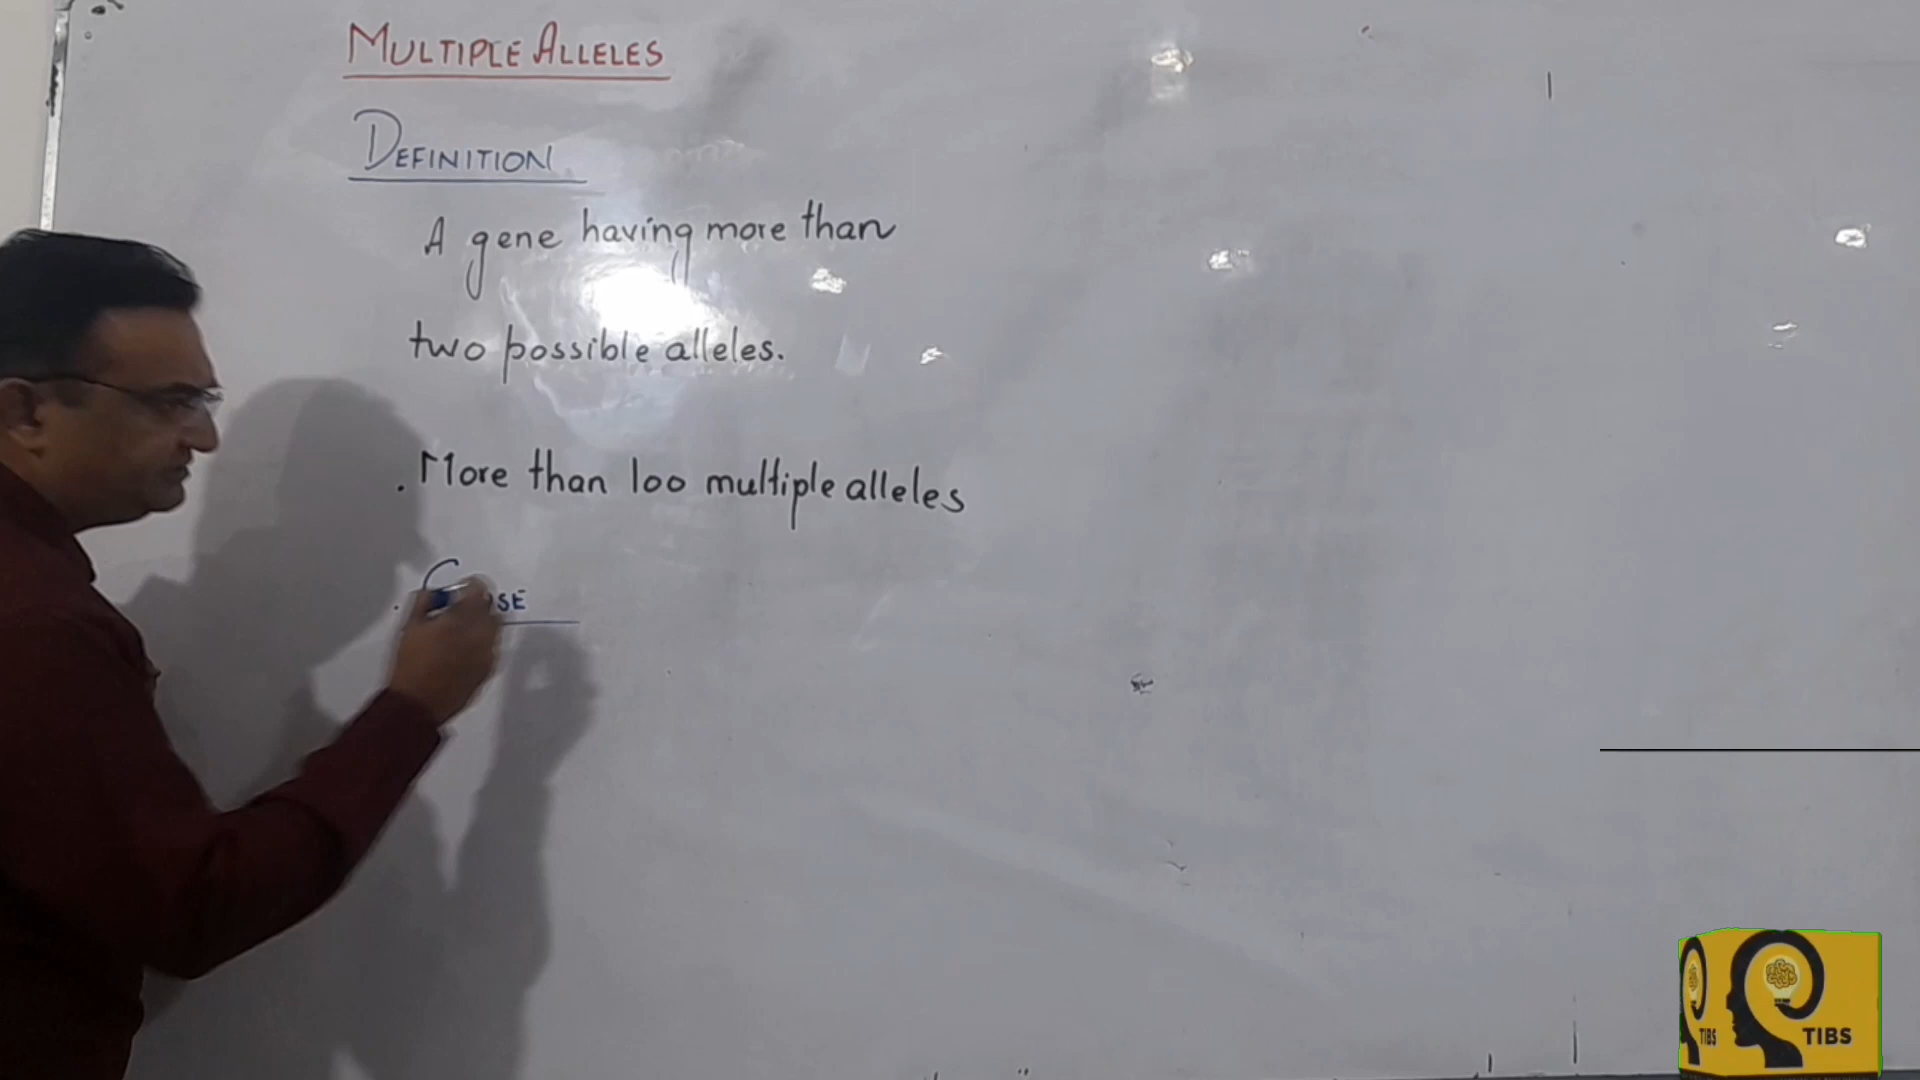 MULTIPLE ALLELES
DEFINITION
A gene having more than
two possible alleles.
. More than 100 multiple alleles
TIBS TIBS